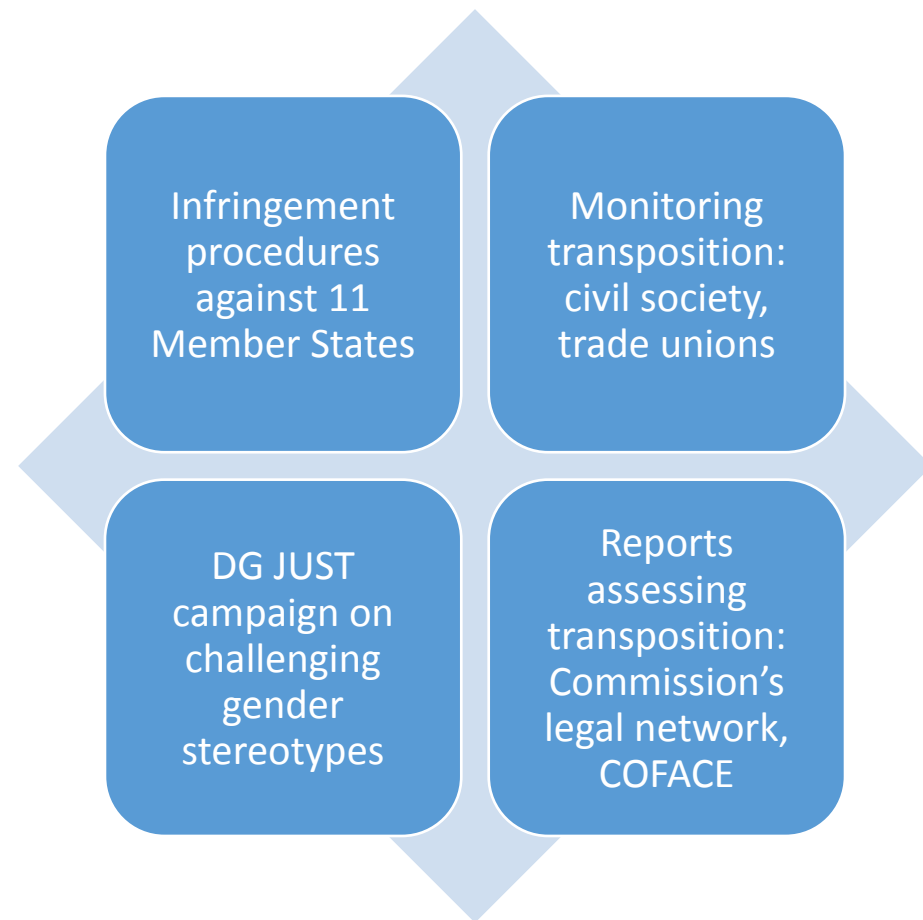 Infringement
procedures
against 11
Member States
Monitoring
transposition:
civil society,
trade unions
DG JUST
campaign on
challenging
gender
stereotypes
Reports
assessing
transposition:
Commission’s
legal network,
COFACE